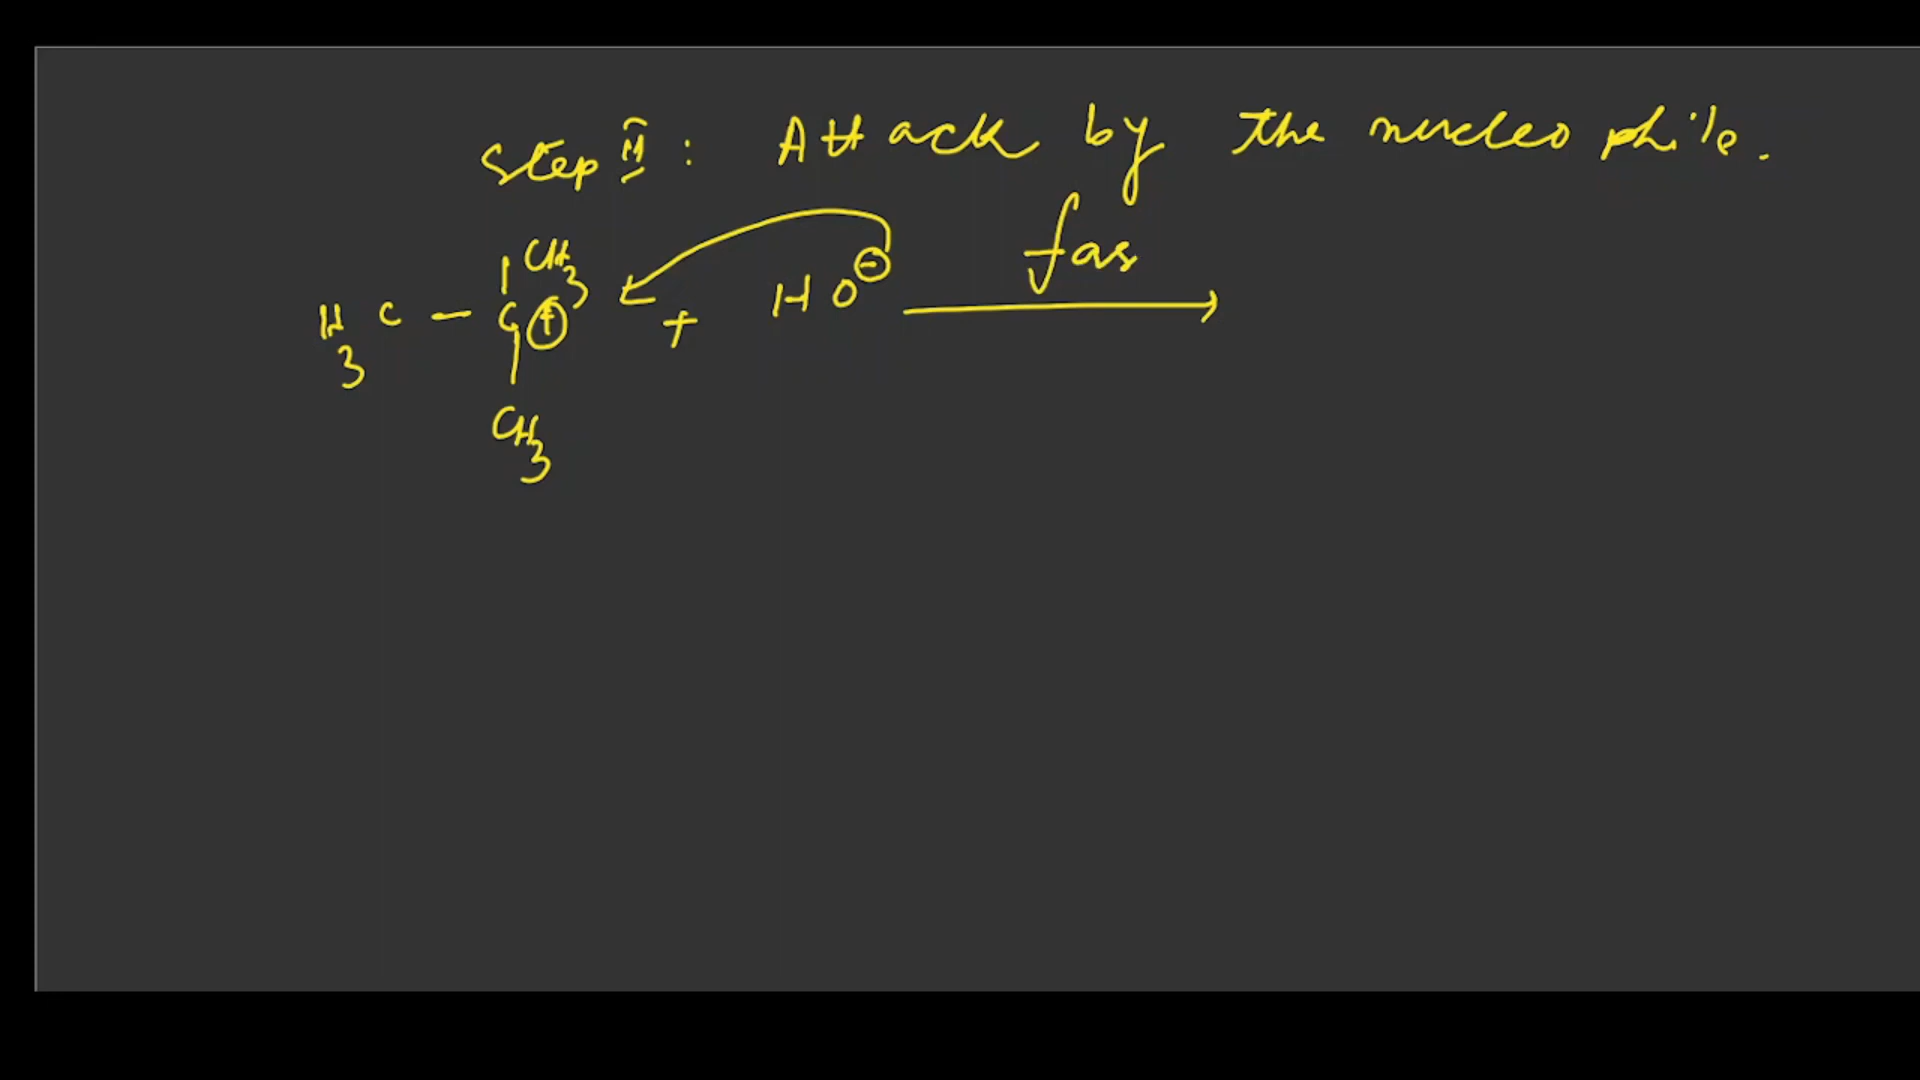 Step II : Attack by the nucleophile.
fas
CH3
H3C - C⊕ + HO⊖ →
CH3